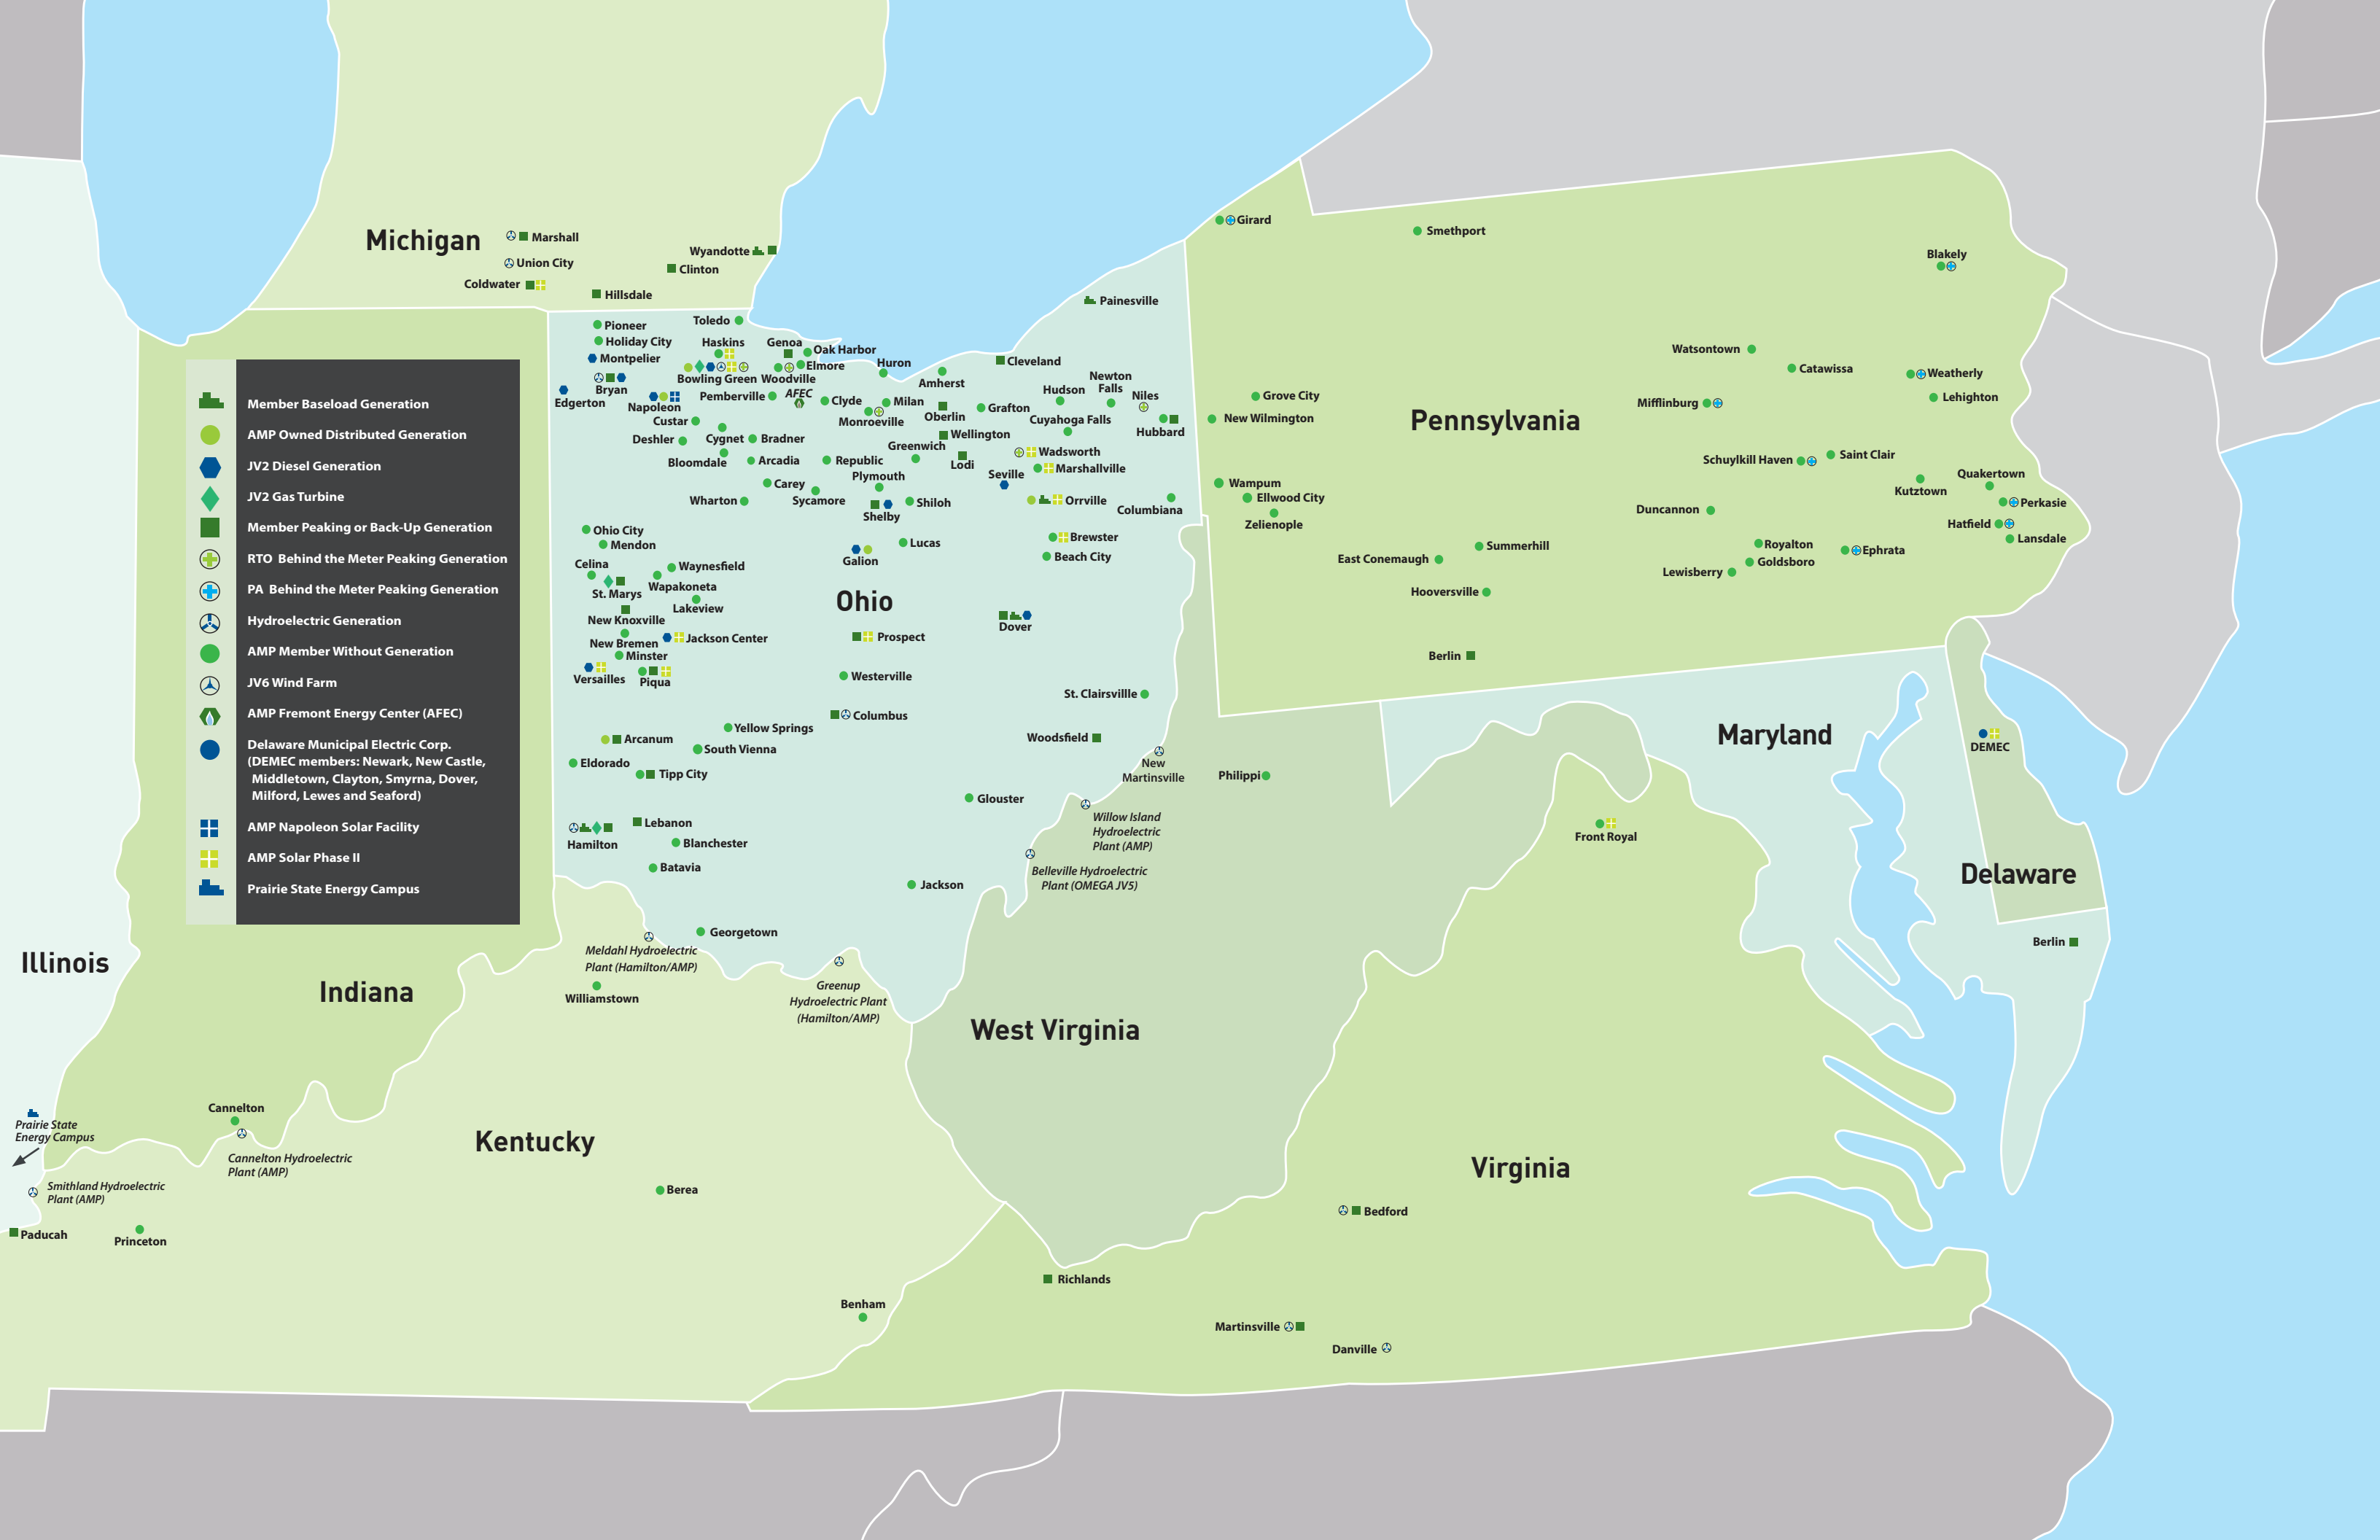 Michigan
Marshall
Union City
Coldwater
Wyandotte
Clinton
Hillsdale
Member Baseload Generation
AMP Owned Distributed Generation
JV2 Diesel Generation
JV2 Gas Turbine
Member Peaking or Back-Up Generation
RTO Behind the Meter Peaking Generation
PA Behind the Meter Peaking Generation
Hydroelectric Generation
AMP Member Without Generation
JV6 Wind Farm
AMP Fremont Energy Center (AFEC)
Delaware Municipal Electric Corp.
(DEMEC members: Newark, New Castle,
Middletown, Clayton, Smyrna, Dover,
Milford, Lewes and Seaford)
AMP Napoleon Solar Facility
AMP Solar Phase II
Prairie State Energy Campus
Pioneer
Toledo
Holiday City
Haskins
Genoa
Oak Harbor
Montpelier
Elmore
Huron
Bowling Green
Woodville
Bryan
Edgerton
Napoleon
Pemberville
AFEC
Clyde
Milan
Amherst
Cleveland
Painesville
Hudson
Newton
Falls
Niles
Custar
Monroeville
Oberlin
Grafton
Cuyahoga Falls
Hubbard
Deshler
Cygnet
Bradner
Greenwich
Wellington
Bloomdale
Arcadia
Republic
Lodi
Wadsworth
Marshallville
Seville
Plymouth
Carey
Sycamore
Wharton
Shiloh
Shelby
Orrville
Columbiana
Ohio City
Mendon
Lucas
Galion
Brewster
Beach City
Celina
Waynesfield
St. Marys
Wapakoneta
Lakeview
New Knoxville
Ohio
Dover
New Bremen
Jackson Center
Prospect
Minster
Versailles
Piqua
Westerville
St. Clairsvillle
Columbus
Yellow Springs
Arcanum
South Vienna
Woodsfield
Eldorado
Tipp City
New
Martinsville
Glouster
Hamilton
Lebanon
Blanchester
Batavia
Jackson
Georgetown
Willow Island
Hydroelectric
Plant (AMP)
Belleville Hydroelectric
Plant (OMEGA JV5)
Meldahl Hydroelectric
Plant (Hamilton/AMP)
Greenup
Hydroelectric Plant
(Hamilton/AMP)
Williamstown
Girard
Smethport
Blakely
Watsontown
Catawissa
Weatherly
Lehighton
Grove City
New Wilmington
Pennsylvania
Mifflinburg
Wampum
Ellwood City
Zelienople
Schuylkill Haven
Saint Clair
Kutztown
Quakertown
Perkasie
Duncannon
Hatfield
Lansdale
East Conemaugh
Summerhill
Royalton
Goldsboro
Ephrata
Lewisberry
Hooversville
Berlin
Maryland
DEMEC
Philippi
Front Royal
Delaware
Berlin
Illinois
Indiana
West Virginia
Cannelton
Cannelton Hydroelectric
Plant (AMP)
Prairie State
Energy Campus
Smithland Hydroelectric
Plant (AMP)
Paducah
Princeton
Kentucky
Berea
Benham
Virginia
Bedford
Richlands
Martinsville
Danville